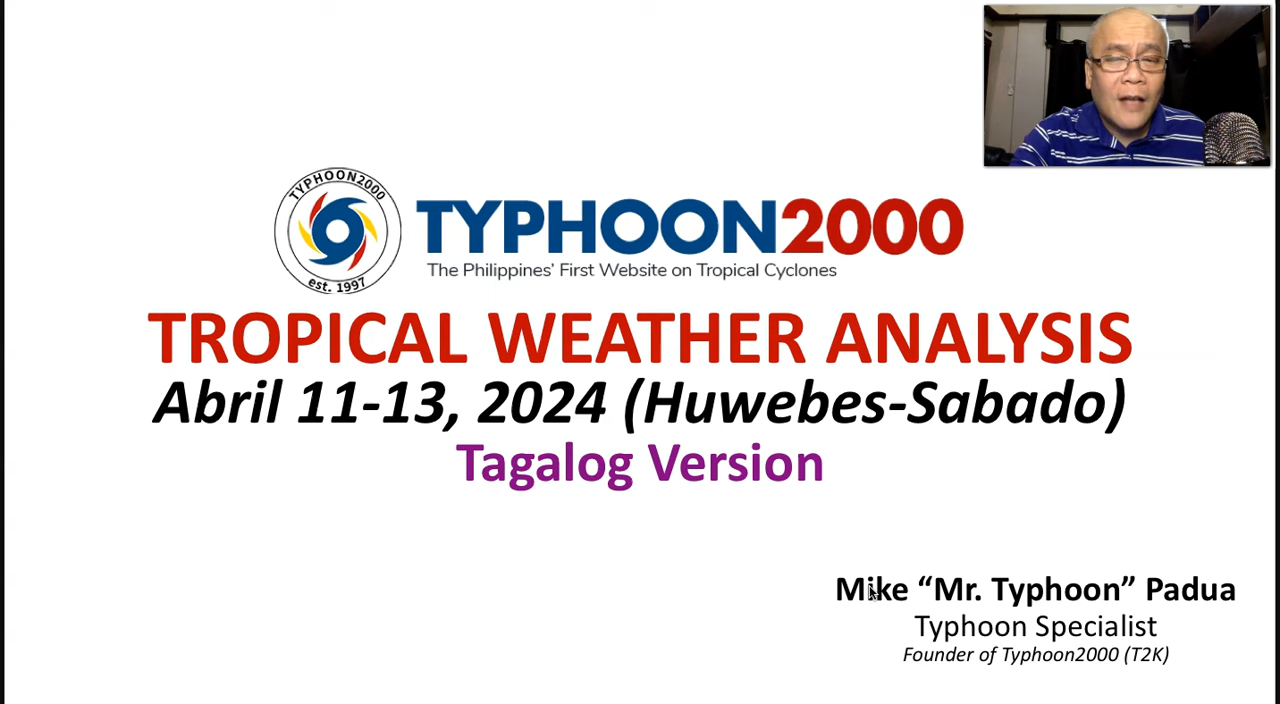 TYPHOON2000
est. 1997
TYPHOON2000
The Philippines' First Website on Tropical Cyclones
TROPICAL WEATHER ANALYSIS
Abril 11-13, 2024 (Huwebes-Sabado)
Tagalog Version
Mike “Mr. Typhoon” Padua
Typhoon Specialist
Founder of Typhoon2000 (T2K)